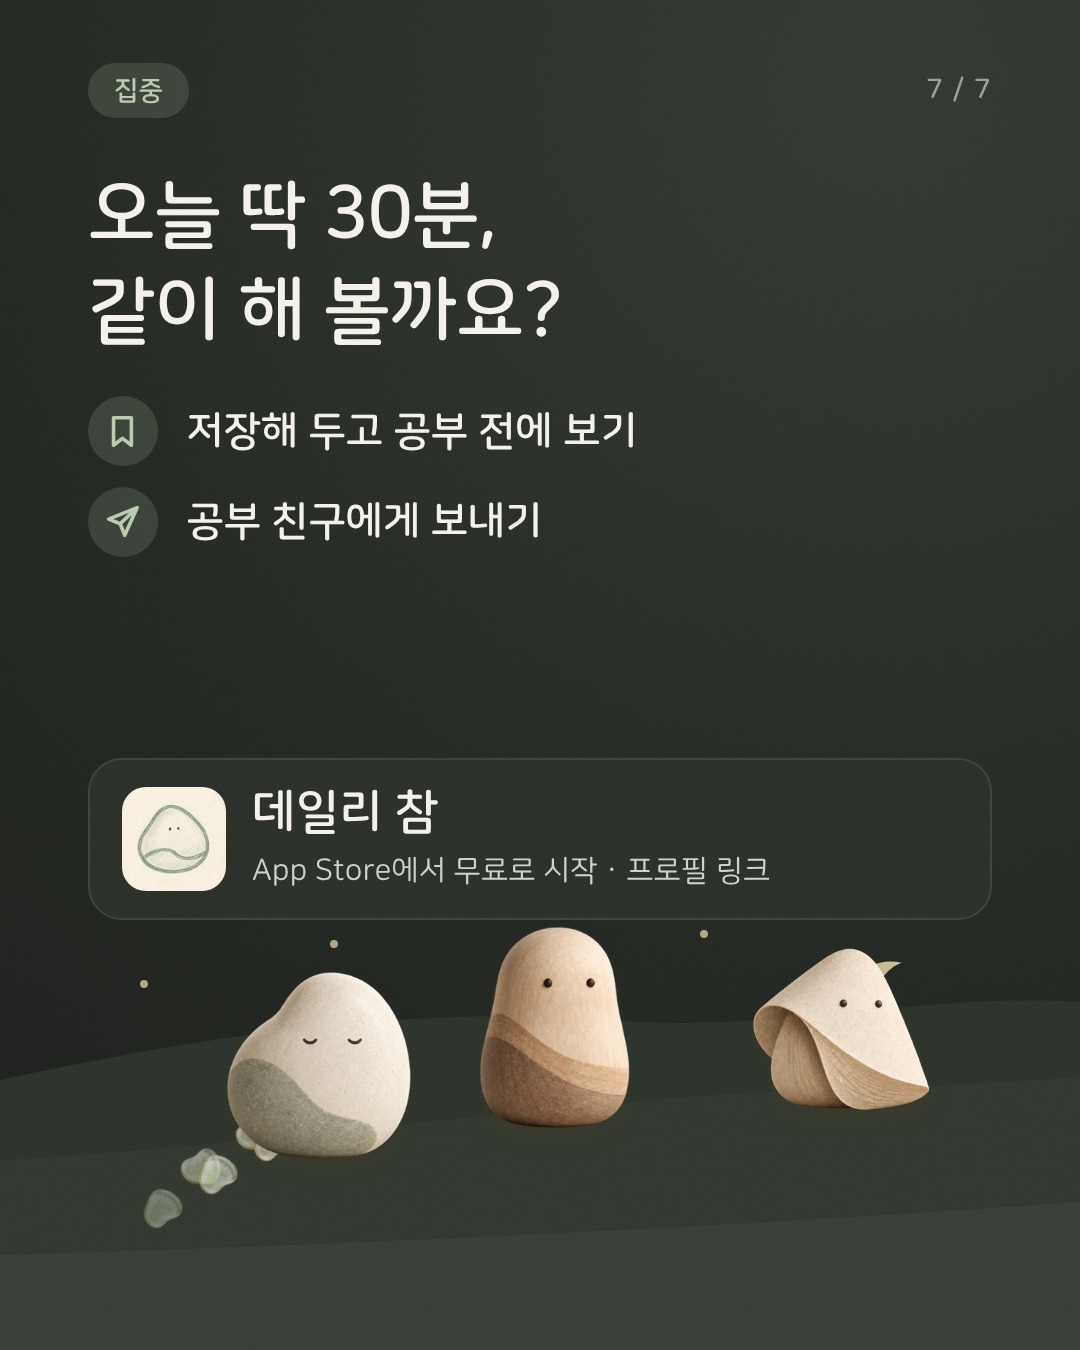 집중
7 / 7
오늘 딱 30분,
같이 해 볼까요?
저장해 두고 공부 전에 보기
공부 친구에게 보내기
데일리 참
App Store에서 무료로 시작 · 프로필 링크